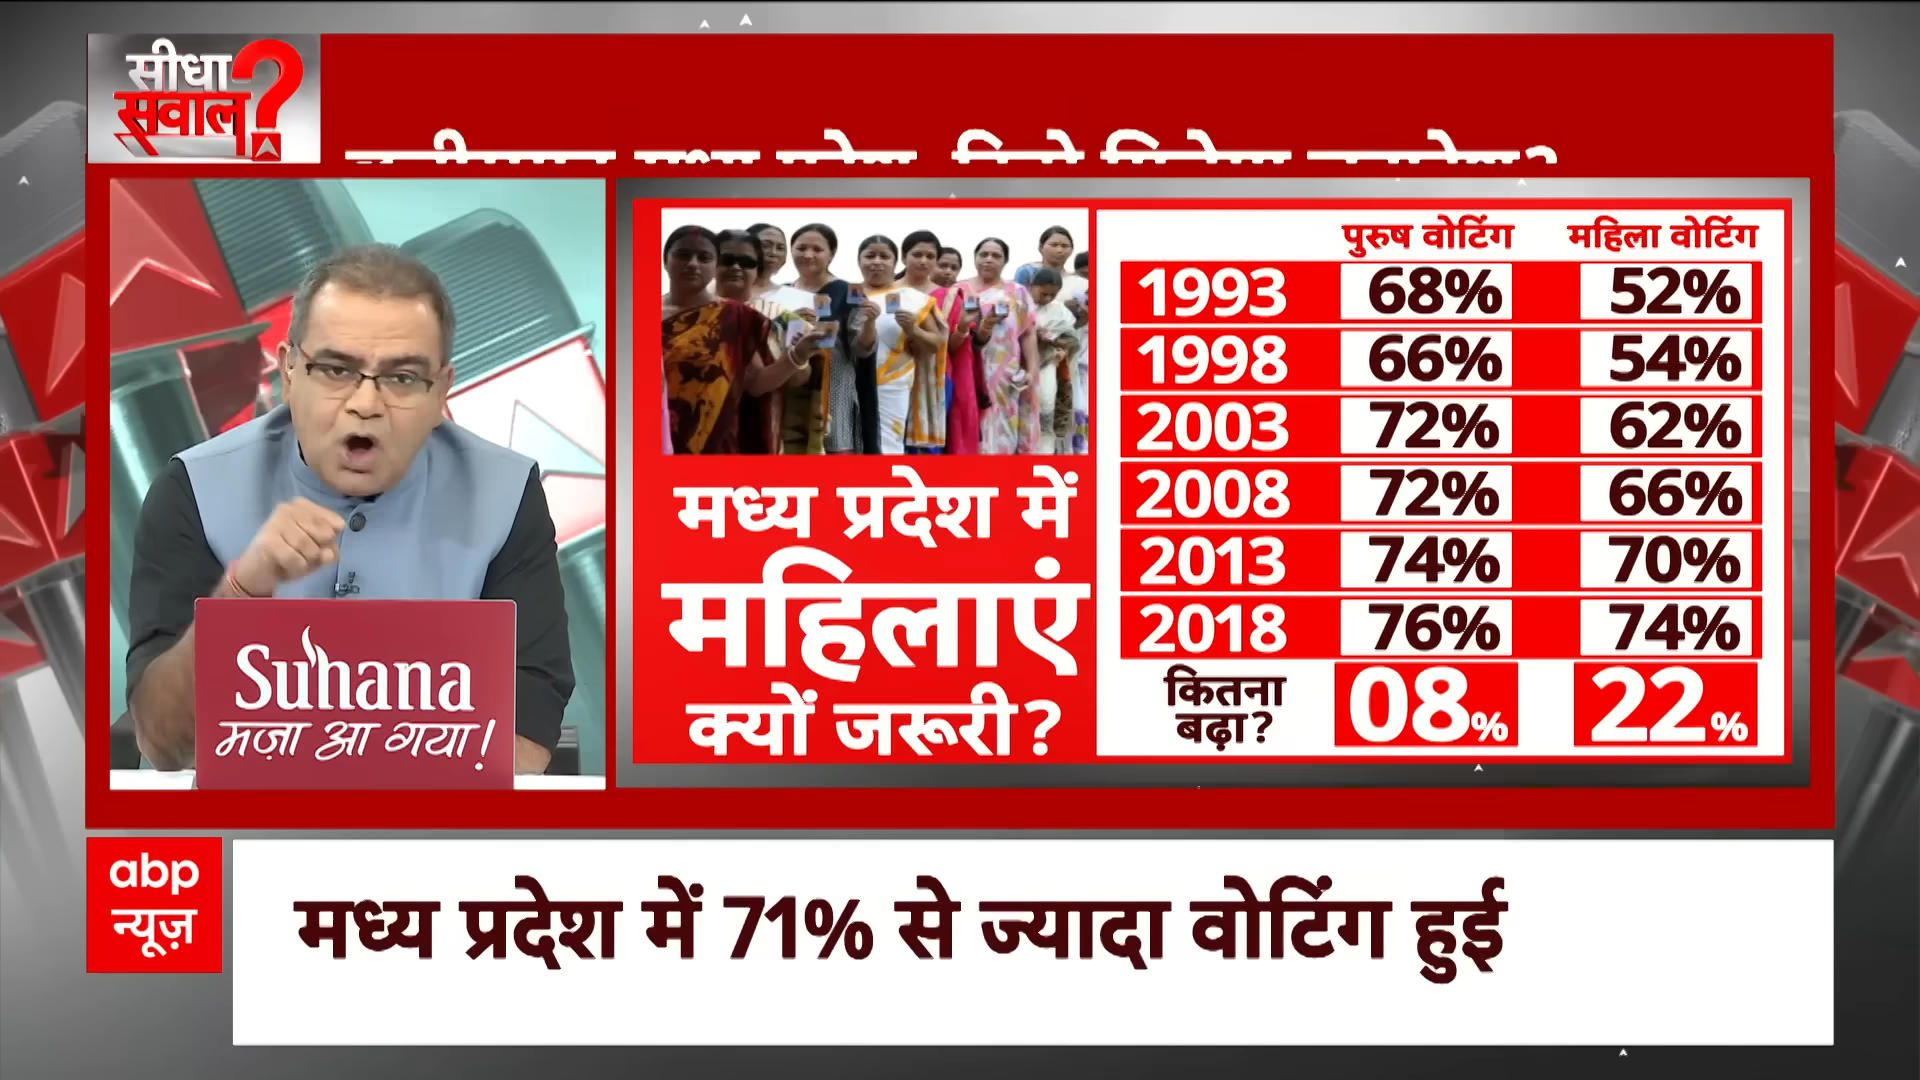 सीधा
सवाल?
पुरुष वोटिंग महिला वोटिंग
1993 68% 52%
1998 66% 54%
2003 72% 62%
2008 72% 66%
2013 74% 70%
2018 76% 74%
कितना बढ़ा? 08% 22%
मध्य प्रदेश में
महिलाएं
क्यों जरूरी?
Suhana
मज़ा आ गया!
abp
न्यूज़
मध्य प्रदेश में 71% से ज्यादा वोटिंग हुई